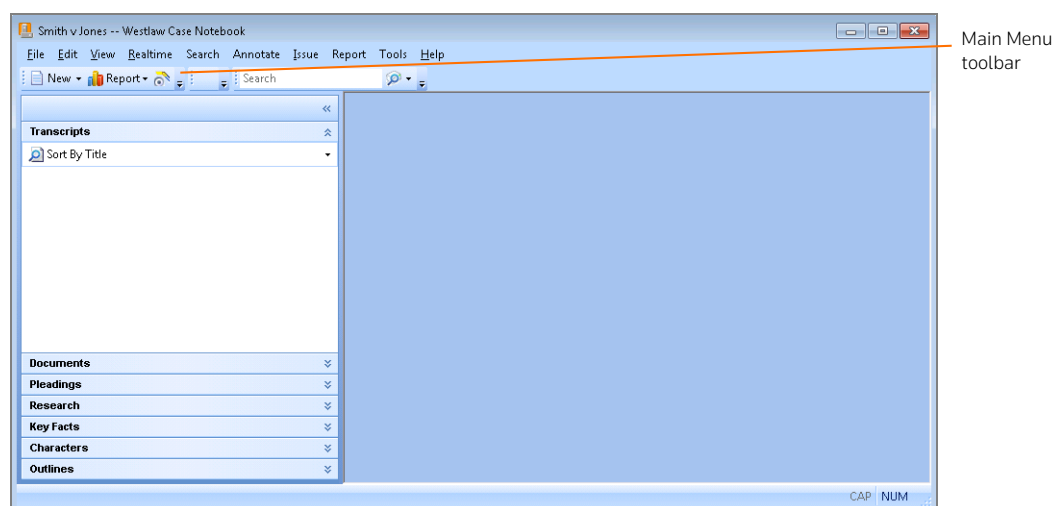 Smith v Jones -- Westlaw Case Notebook
File Edit View Realtime Search Annotate Issue Report Tools Help
New Report Search
Main Menu
toolbar
Transcripts
Sort By Title
Documents
Pleadings
Research
Key Facts
Characters
Outlines
CAP NUM